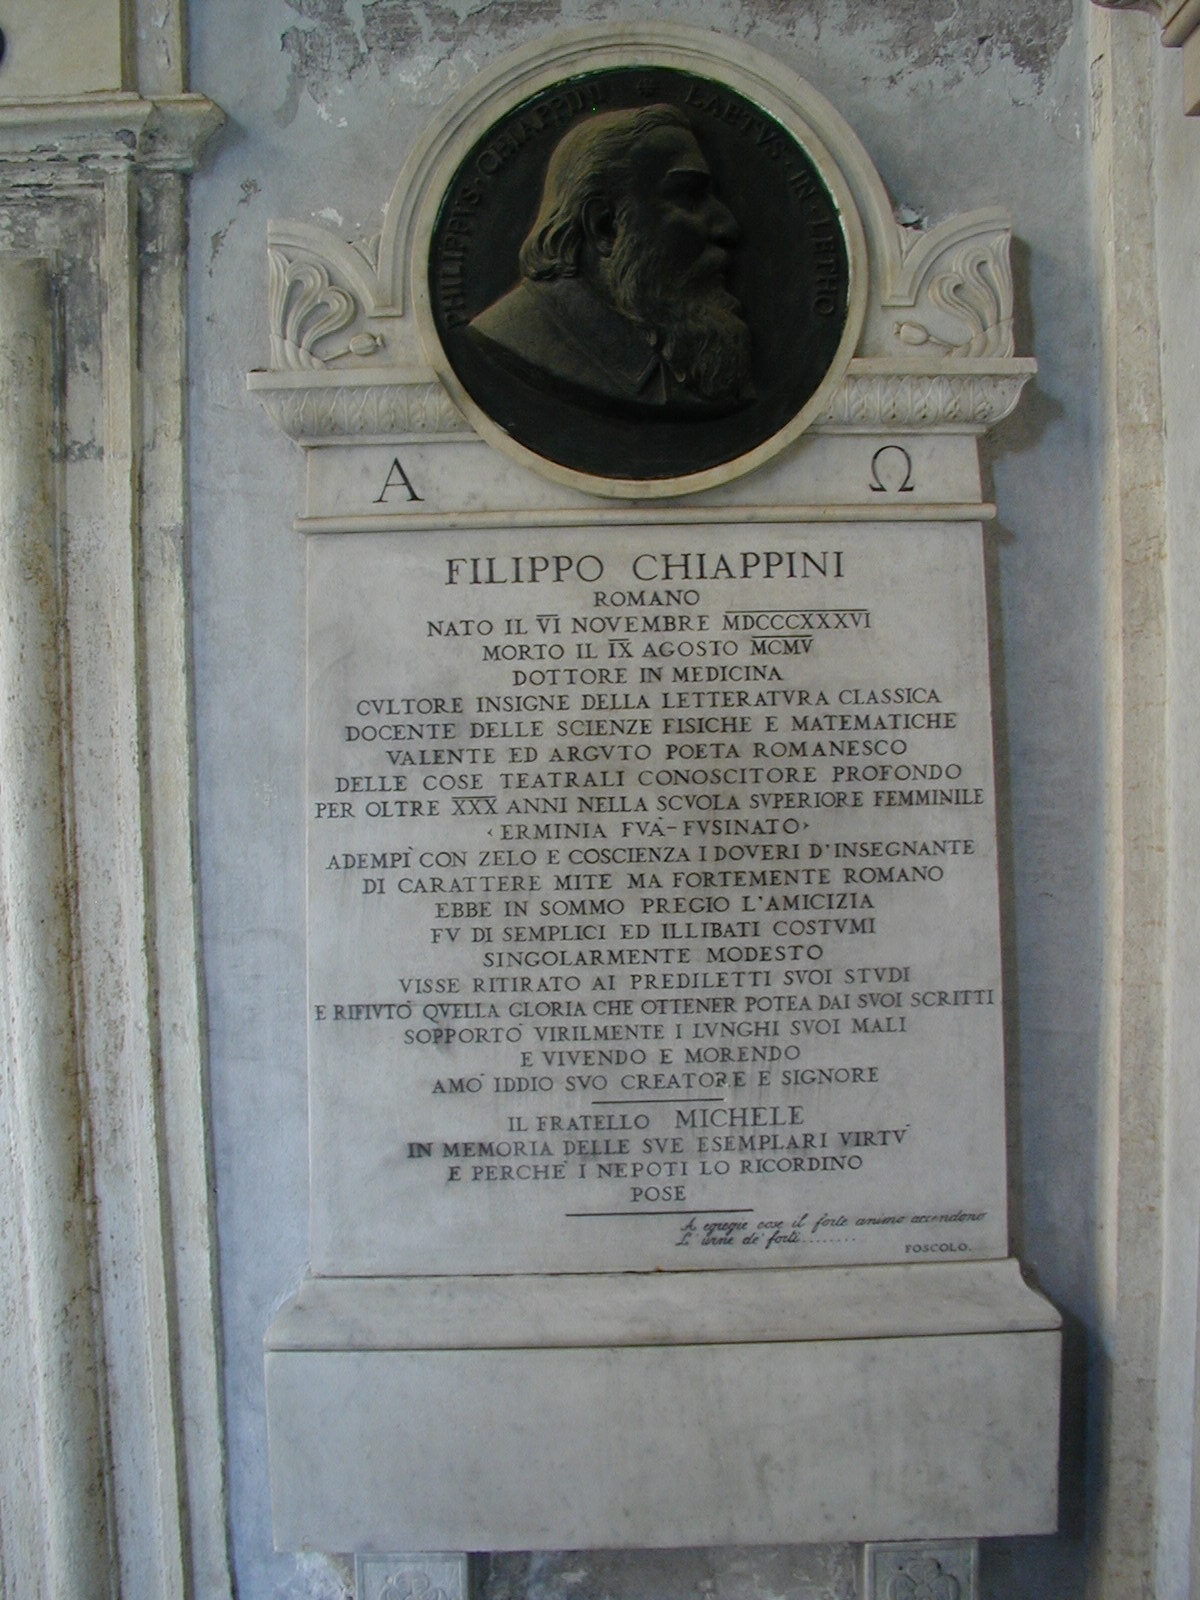 PHILIPPVS · CHIAPPINI * LAETVS · IN · LETHO
A Ω
FILIPPO CHIAPPINI
ROMANO
NATO IL VI NOVEMBRE MDCCCXXXVI
MORTO IL IX AGOSTO MCMV
DOTTORE IN MEDICINA
CVLTORE INSIGNE DELLA LETTERATVRA CLASSICA
DOCENTE DELLE SCIENZE FISICHE E MATEMATICHE
VALENTE ED ARGVTO POETA ROMANESCO
DELLE COSE TEATRALI CONOSCITORE PROFONDO
PER OLTRE XXX ANNI NELLA SCVOLA SVPERIORE FEMMINILE
‹ERMINIA FVÀ-FVSINATO›
ADEMPÌ CON ZELO E COSCIENZA I DOVERI D'INSEGNANTE
DI CARATTERE MITE MA FORTEMENTE ROMANO
EBBE IN SOMMO PREGIO L'AMICIZIA
FV DI SEMPLICI ED ILLIBATI COSTVMI
SINGOLARMENTE MODESTO
VISSE RITIRATO AI PREDILETTI SVOI STVDI
E RIFIVTÒ QVELLA GLORIA CHE OTTENER POTEA DAI SVOI SCRITTI
SOPPORTÒ VIRILMENTE I LVNGHI SVOI MALI
E VIVENDO E MORENDO
AMÒ IDDIO SVO CREATORE E SIGNORE
IL FRATELLO MICHELE
IN MEMORIA DELLE SVE ESEMPLARI VIRTV́
E PERCHÈ I NEPOTI LO RICORDINO
POSE
A egregie cose il forte animo accendono
L'urne de' forti........
FOSCOLO.